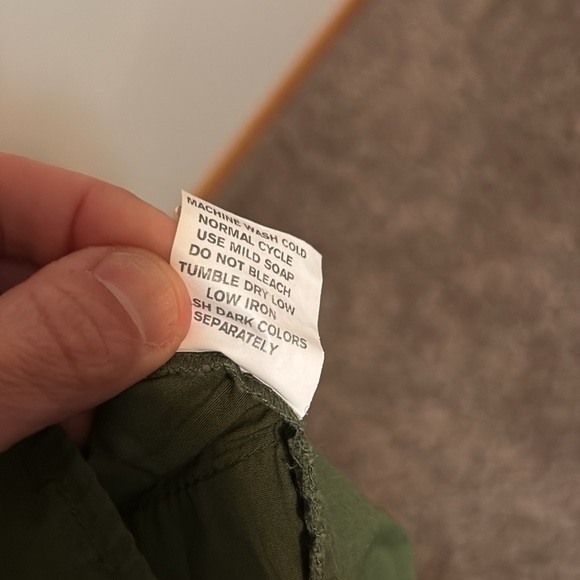 MACHINE WASH COLD
NORMAL CYCLE
USE MILD SOAP
DO NOT BLEACH
TUMBLE DRY LOW
LOW IRON
SH DARK COLORS
SEPARATELY